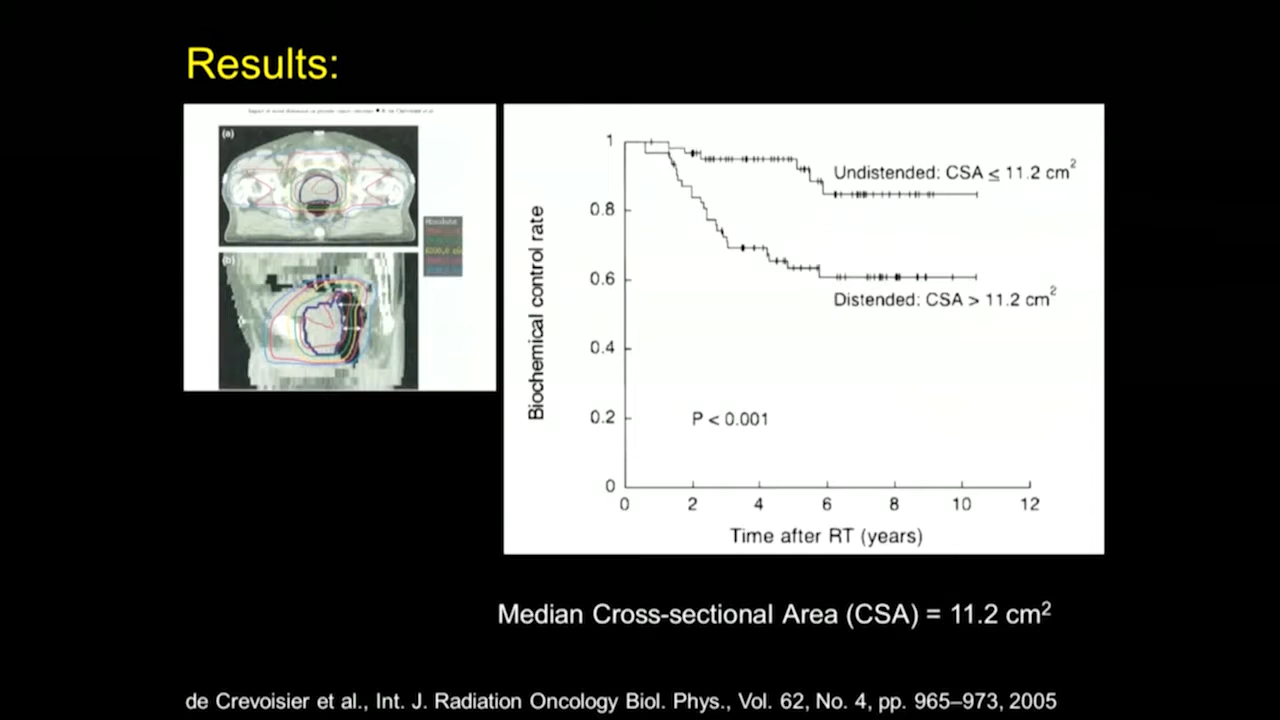 Results:
(a)
(b)
Absolute
1
0.8
0.6
0.4
0.2
0
0 2 4 6 8 10 12
Biochemical control rate
Time after RT (years)
Undistended: CSA ≤ 11.2 cm²
Distended: CSA > 11.2 cm²
P < 0.001
Median Cross-sectional Area (CSA) = 11.2 cm²
de Crevoisier et al., Int. J. Radiation Oncology Biol. Phys., Vol. 62, No. 4, pp. 965–973, 2005